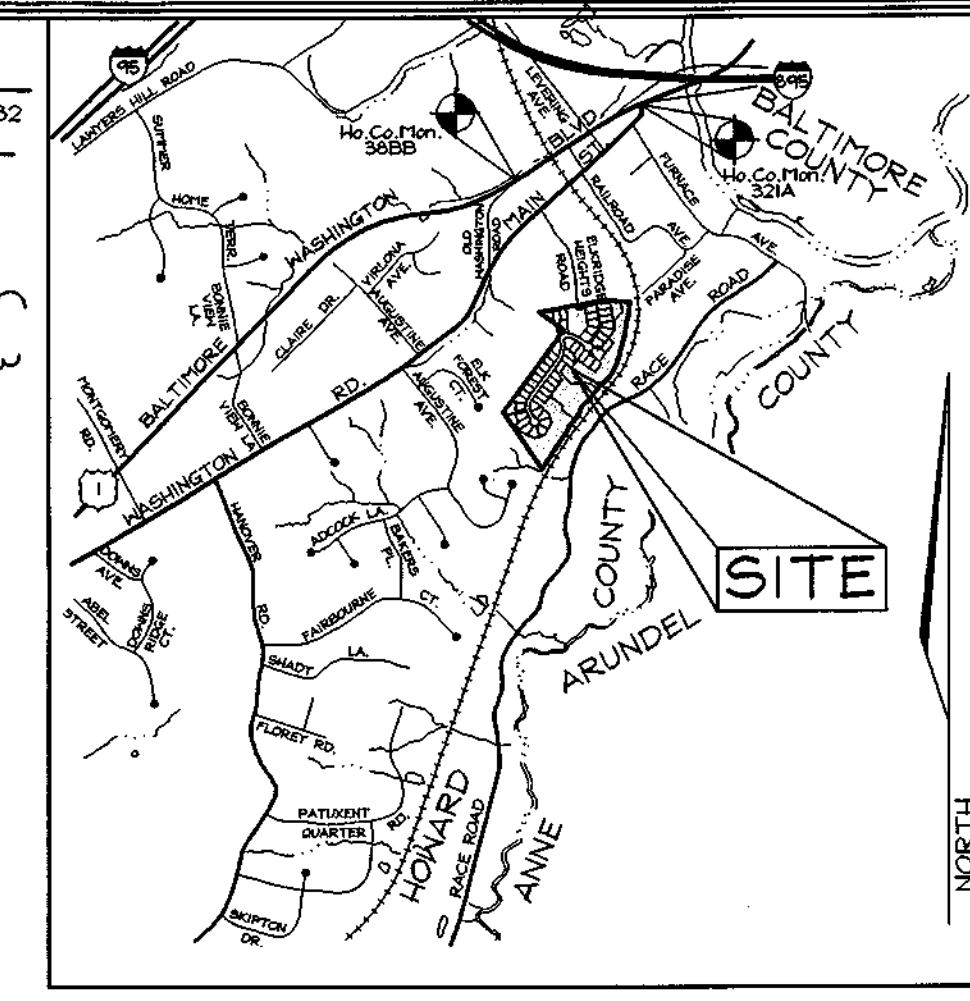 32
95
LAWYERS HILL ROAD
SUMMER
HOME
TERR.
BONNIE
VIEW
LA.
Ho.Co.Mon.
38BB
LEVERING
AVE.
895
BALTIMORE
COUNTY
Ho.Co.Mon.
321A
WASHINGTON
BLVD
BALTIMORE
MAIN
ST.
RAILROAD
AVE.
FURNACE
AVE.
OLD
WASHINGTON
ROAD
ELKRIDGE
HEIGHTS
ROAD
PARADISE
AVE.
RACE
ROAD
VIRLONA
AVE.
CLAIRE DR.
AUGUSTINE
AVE.
ELK
FOREST
CT.
AUGUSTINE
AVE.
COUNTY
MONTGOMERY
RD.
1
WASHINGTON
RD.
BONNIE
VIEW LA.
HANOVER
RD.
ADCOCK LA.
BAKERS
PL.
FAIRBOURNE
CT.
SHADY
LA.
FLORET RD.
DOWNS
AVE.
ABEL
STREET
DOWNS
RIDGE
CT.
SITE
COUNTY
ARUNDEL
ANNE
HOWARD
RACE ROAD
PATUXENT
QUARTER
RD.
SKIPTON
DR.
NORTH